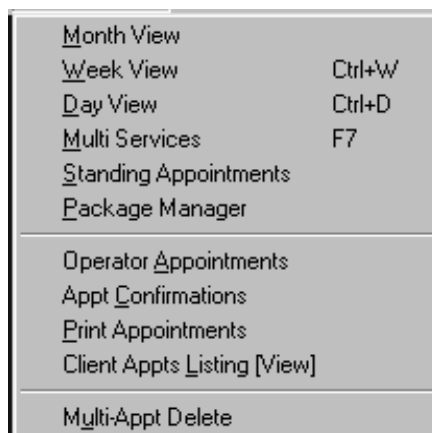 Month View
Week View Ctrl+W
Day View Ctrl+D
Multi Services F7
Standing Appointments
Package Manager
Operator Appointments
Appt Confirmations
Print Appointments
Client Appts Listing [View]
Multi-Appt Delete